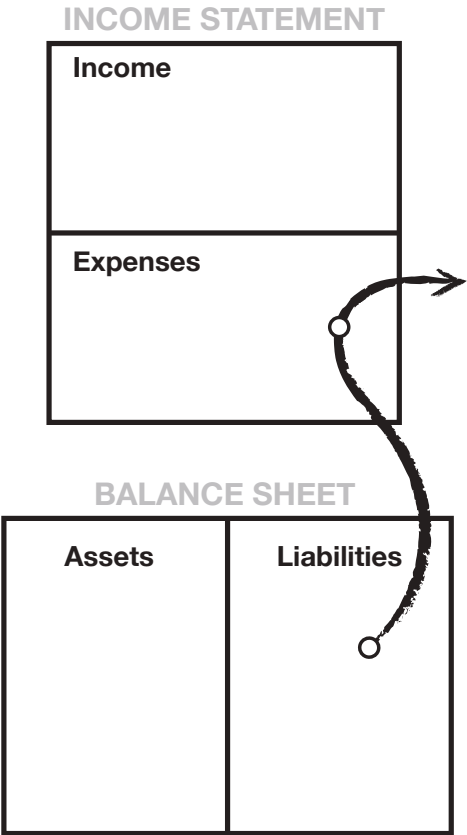 INCOME STATEMENT
Income
Expenses
BALANCE SHEET
Assets
Liabilities